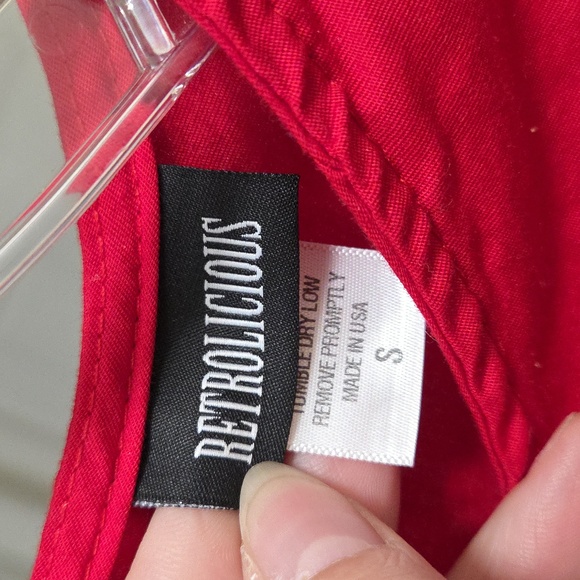 RETROLICIOUS
TUMBLE DRY LOW
REMOVE PROMPTLY
MADE IN USA
S